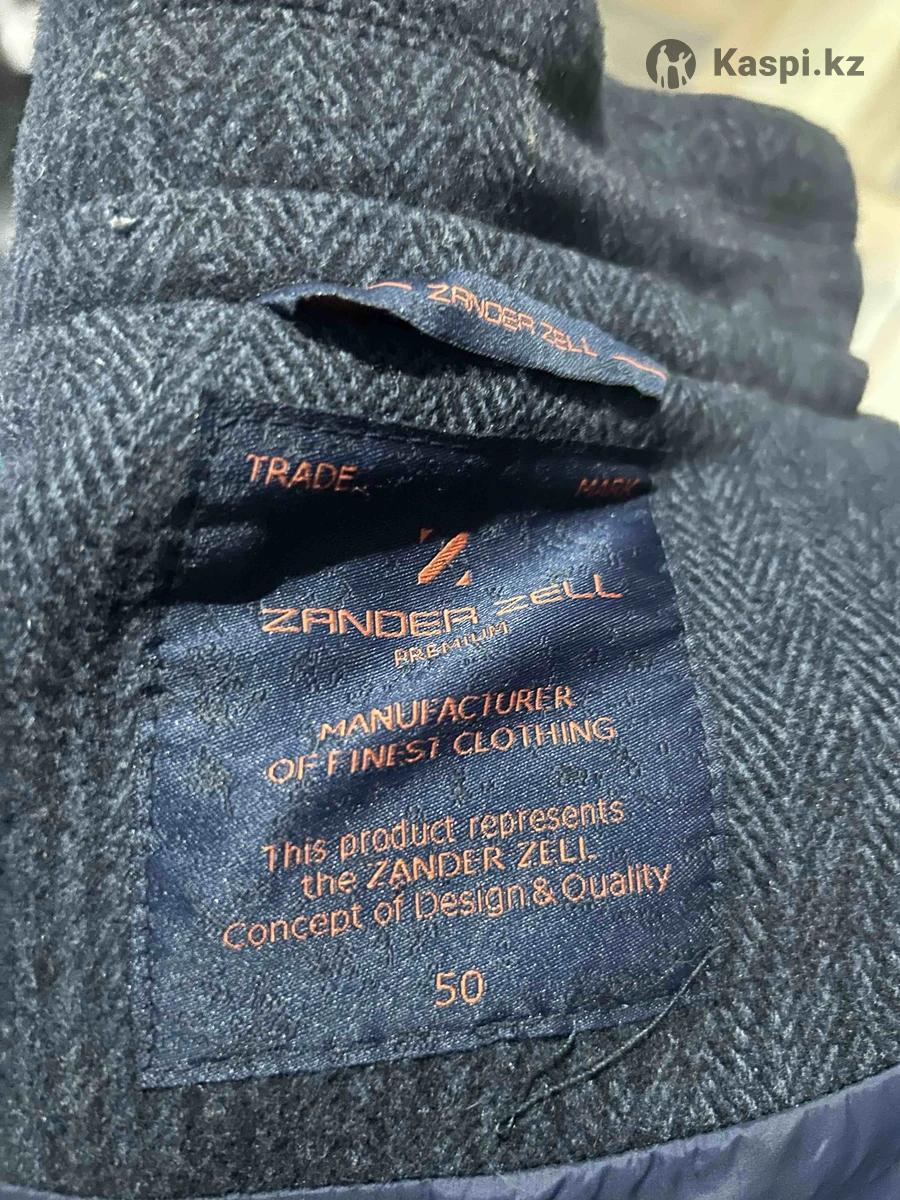 Kaspi.kz
ZANDER ZELL
TRADE MARK
ZANDER ZELL
PREMIUM
MANUFACTURER
OF FINEST CLOTHING
This product represents
the ZANDER ZELL
Concept of Design & Quality
50